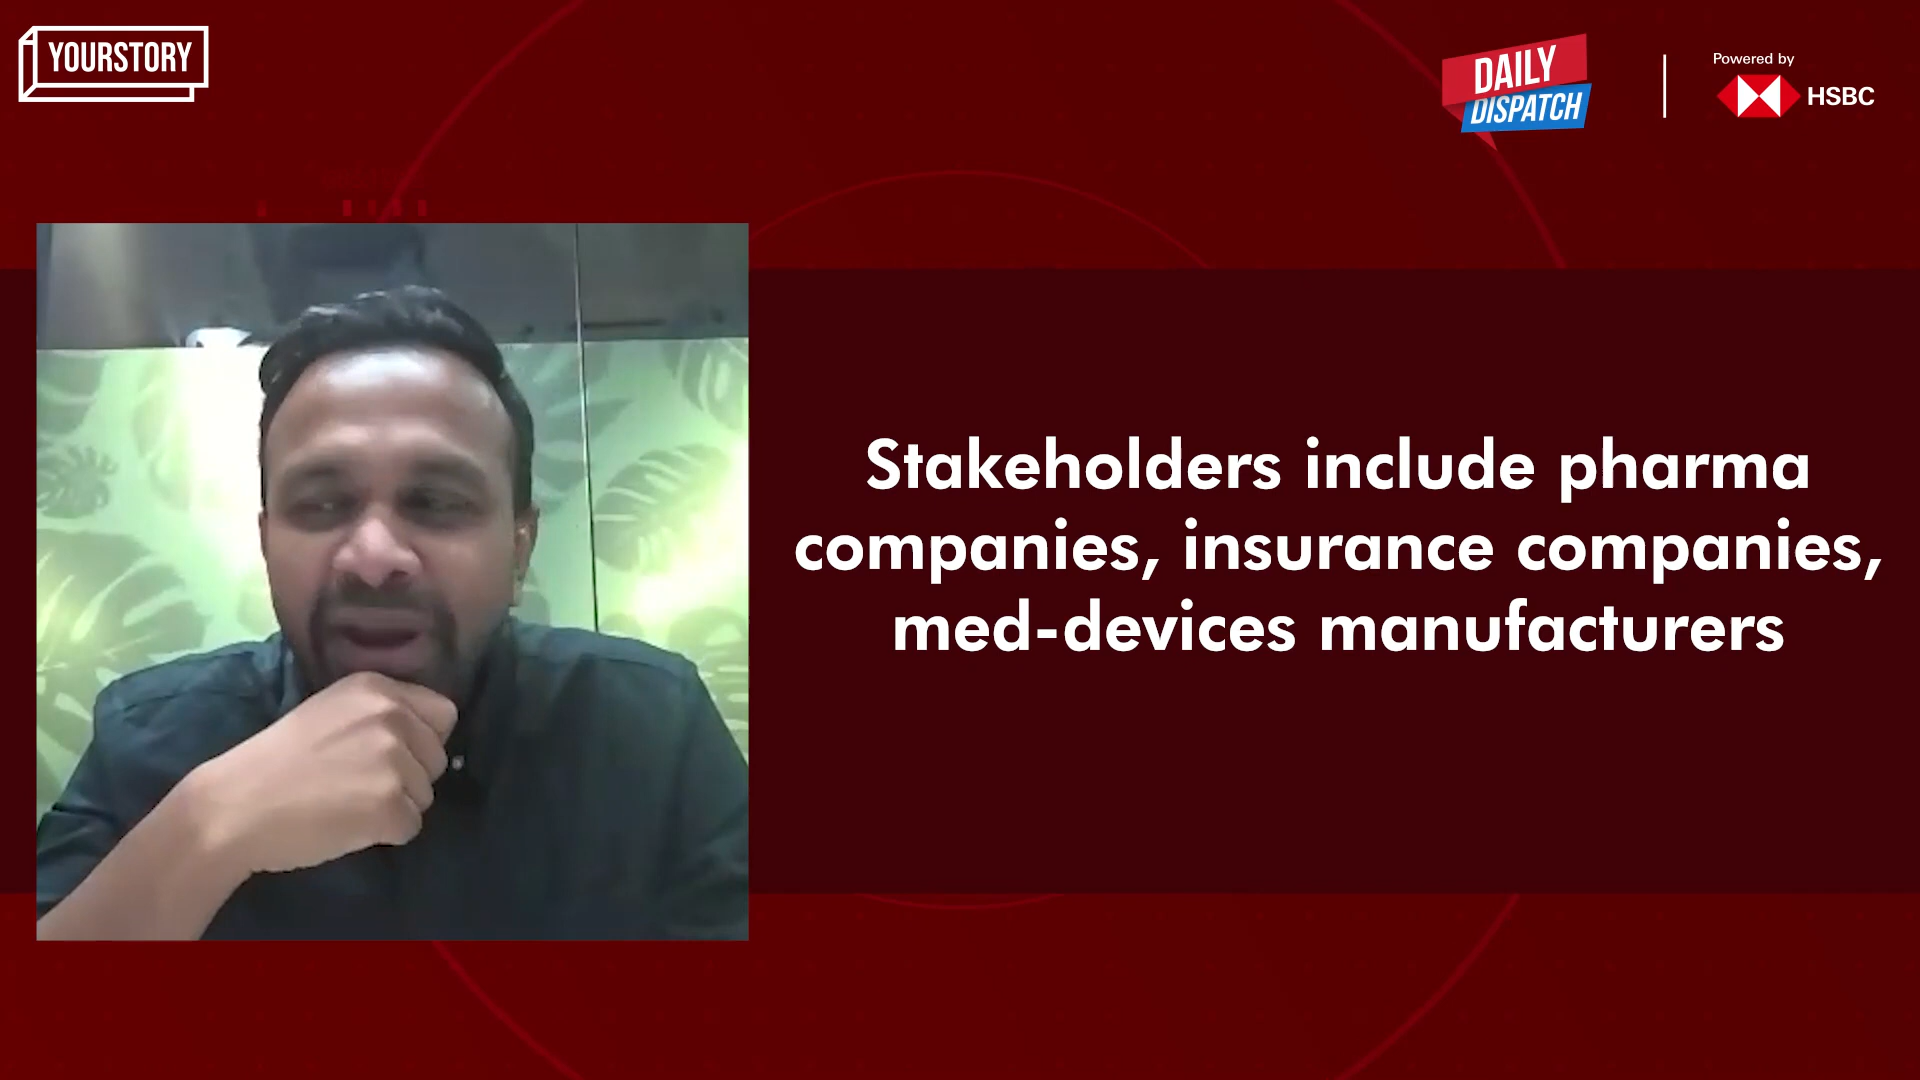 YOURSTORY
DAILY
DISPATCH
Powered by
HSBC
Stakeholders include pharma
companies, insurance companies,
med-devices manufacturers